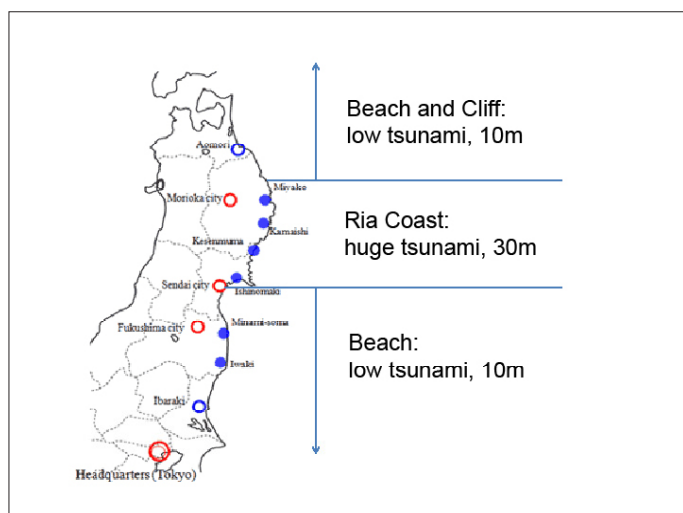 Beach and Cliff:
low tsunami, 10m
Aomori
Miyako
Morioka city
Ria Coast:
huge tsunami, 30m
Kamaishi
Kesennuma
Sendai city
Ishinomaki
Minami-soma
Fukushima city
Beach:
low tsunami, 10m
Iwaki
Ibaraki
Headquarters (Tokyo)